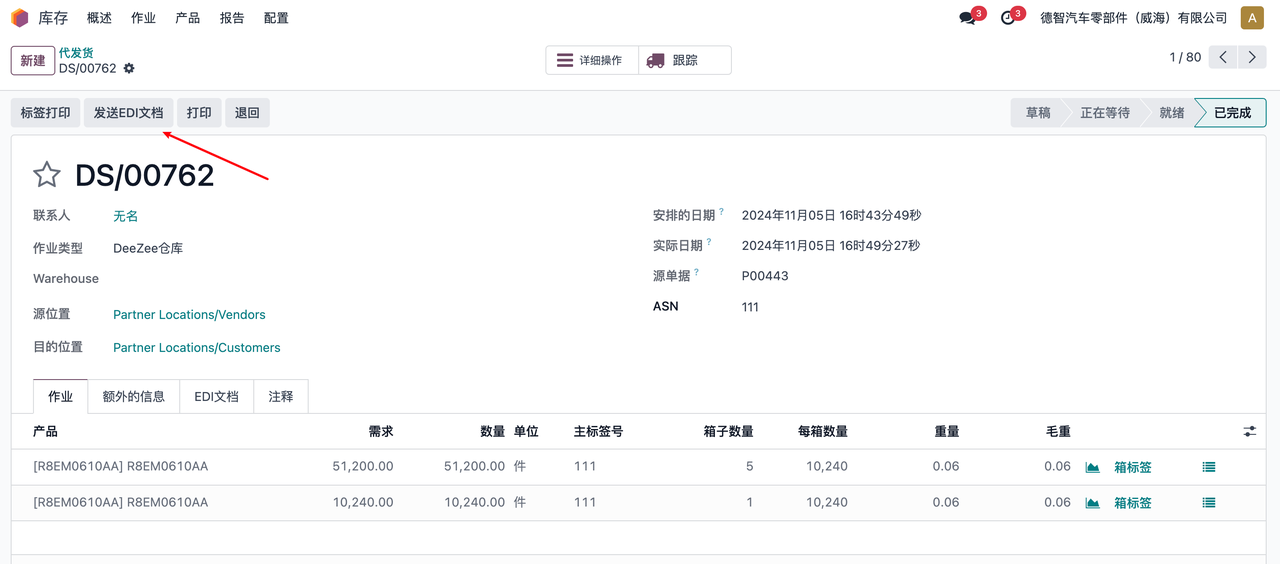 库存 概述 作业 产品 报告 配置 3 3 德智汽车零部件（威海）有限公司 A
新建 代发货
DS/00762
详细操作 跟踪 1 / 80
标签打印 发送EDI文档 打印 退回 草稿 正在等待 就绪 已完成
DS/00762
联系人 无名
作业类型 DeeZee仓库
Warehouse
源位置 Partner Locations/Vendors
目的位置 Partner Locations/Customers
安排的日期 ? 2024年11月05日 16时43分49秒
实际日期 ? 2024年11月05日 16时49分27秒
源单据 ? P00443
ASN 111
作业 额外的信息 EDI文档 注释
产品 需求 数量 单位 主标签号 箱子数量 每箱数量 重量 毛重
[R8EM0610AA] R8EM0610AA 51,200.00 51,200.00 件 111 5 10,240 0.06 0.06 箱标签
[R8EM0610AA] R8EM0610AA 10,240.00 10,240.00 件 111 1 10,240 0.06 0.06 箱标签